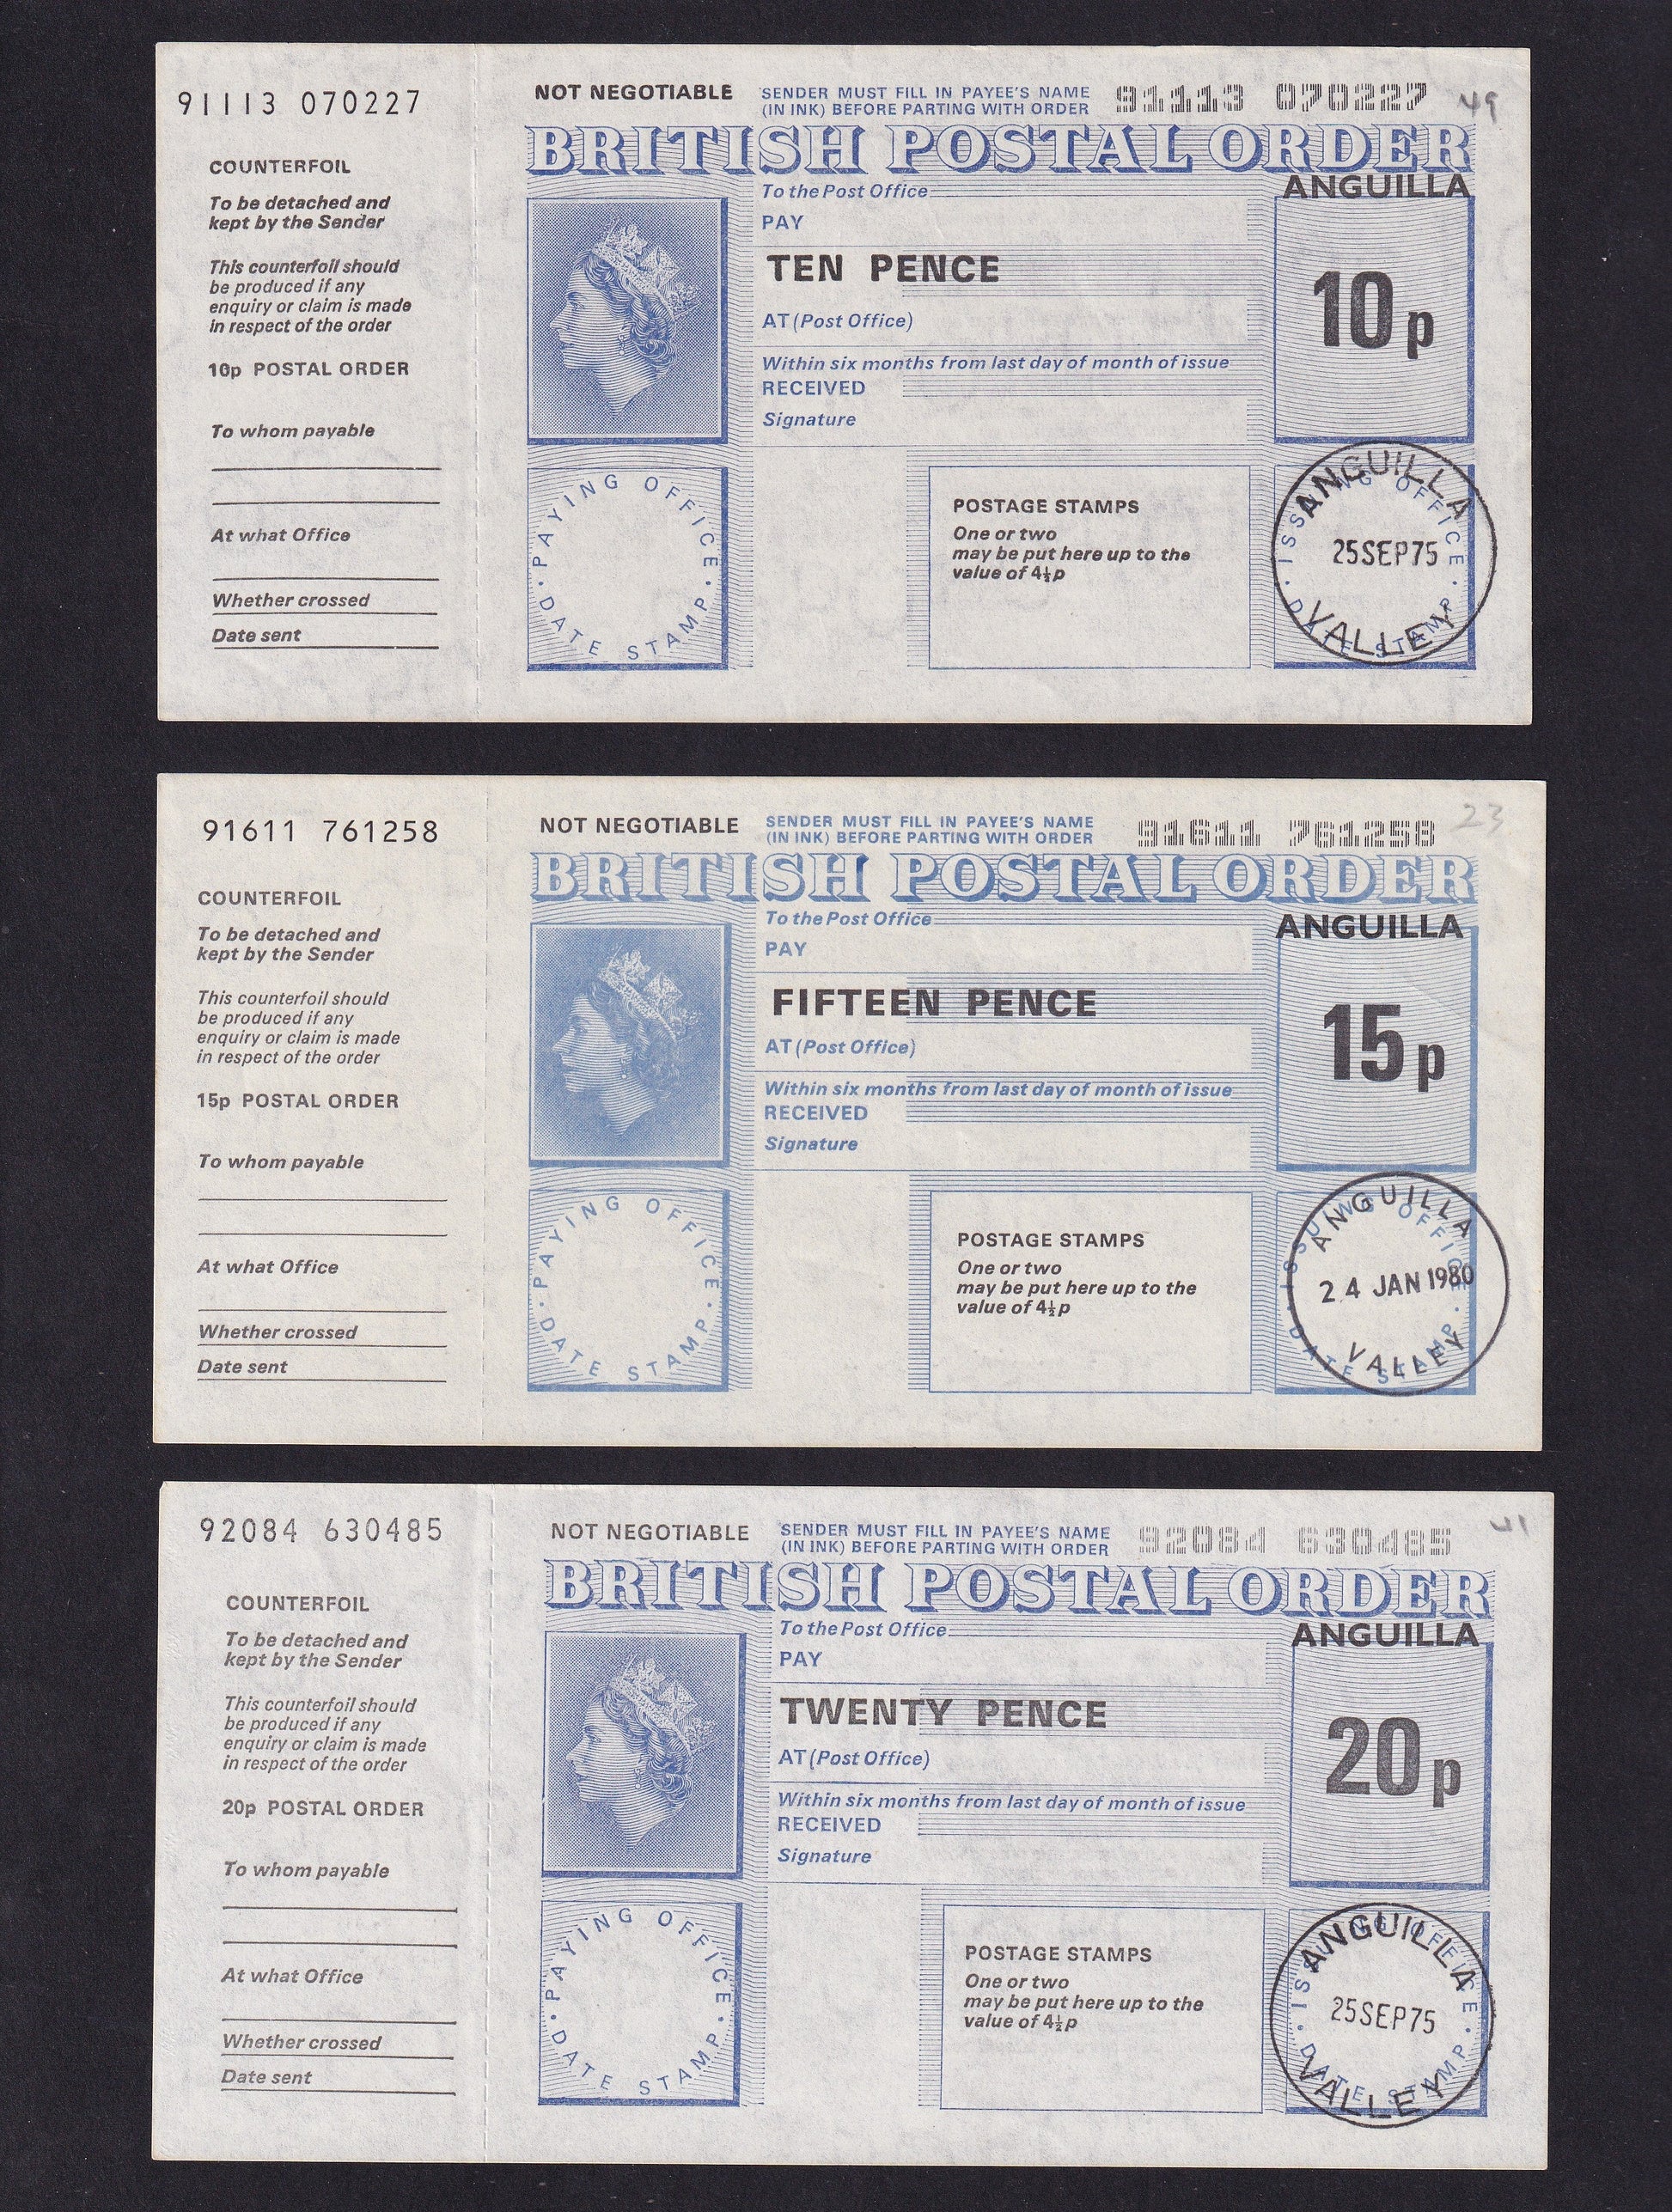 91113 070227
COUNTERFOIL
To be detached and
kept by the Sender
This counterfoil should
be produced if any
enquiry or claim is made
in respect of the order
10p POSTAL ORDER
To whom payable
At what Office
Whether crossed
Date sent
NOT NEGOTIABLE
SENDER MUST FILL IN PAYEE'S NAME
(IN INK) BEFORE PARTING WITH ORDER
91113 070227
49
BRITISH POSTAL ORDER
ANGUILLA
To the Post Office
PAY
TEN PENCE
10p
AT (Post Office)
Within six months from last day of month of issue
RECEIVED
Signature
PAYING OFFICE
DATE STAMP
POSTAGE STAMPS
One or two
may be put here up to the
value of 4½p
ISSUING OFFICE
DATE STAMP
ANGUILLA
25SEP75
VALLEY
91611 761258
COUNTERFOIL
To be detached and
kept by the Sender
This counterfoil should
be produced if any
enquiry or claim is made
in respect of the order
15p POSTAL ORDER
To whom payable
At what Office
Whether crossed
Date sent
NOT NEGOTIABLE
SENDER MUST FILL IN PAYEE'S NAME
(IN INK) BEFORE PARTING WITH ORDER
91611 761258
23
BRITISH POSTAL ORDER
ANGUILLA
To the Post Office
PAY
FIFTEEN PENCE
15p
AT (Post Office)
Within six months from last day of month of issue
RECEIVED
Signature
PAYING OFFICE
DATE STAMP
POSTAGE STAMPS
One or two
may be put here up to the
value of 4½p
ISSUING OFFICE
DATE STAMP
ANGUILLA
24 JAN 1980
VALLEY
92084 630485
COUNTERFOIL
To be detached and
kept by the Sender
This counterfoil should
be produced if any
enquiry or claim is made
in respect of the order
20p POSTAL ORDER
To whom payable
At what Office
Whether crossed
Date sent
NOT NEGOTIABLE
SENDER MUST FILL IN PAYEE'S NAME
(IN INK) BEFORE PARTING WITH ORDER
92084 630485
BRITISH POSTAL ORDER
ANGUILLA
To the Post Office
PAY
TWENTY PENCE
20p
AT (Post Office)
Within six months from last day of month of issue
RECEIVED
Signature
PAYING OFFICE
DATE STAMP
POSTAGE STAMPS
One or two
may be put here up to the
value of 4½p
ISSUING OFFICE
DATE STAMP
ANGUILLA
25SEP75
VALLEY